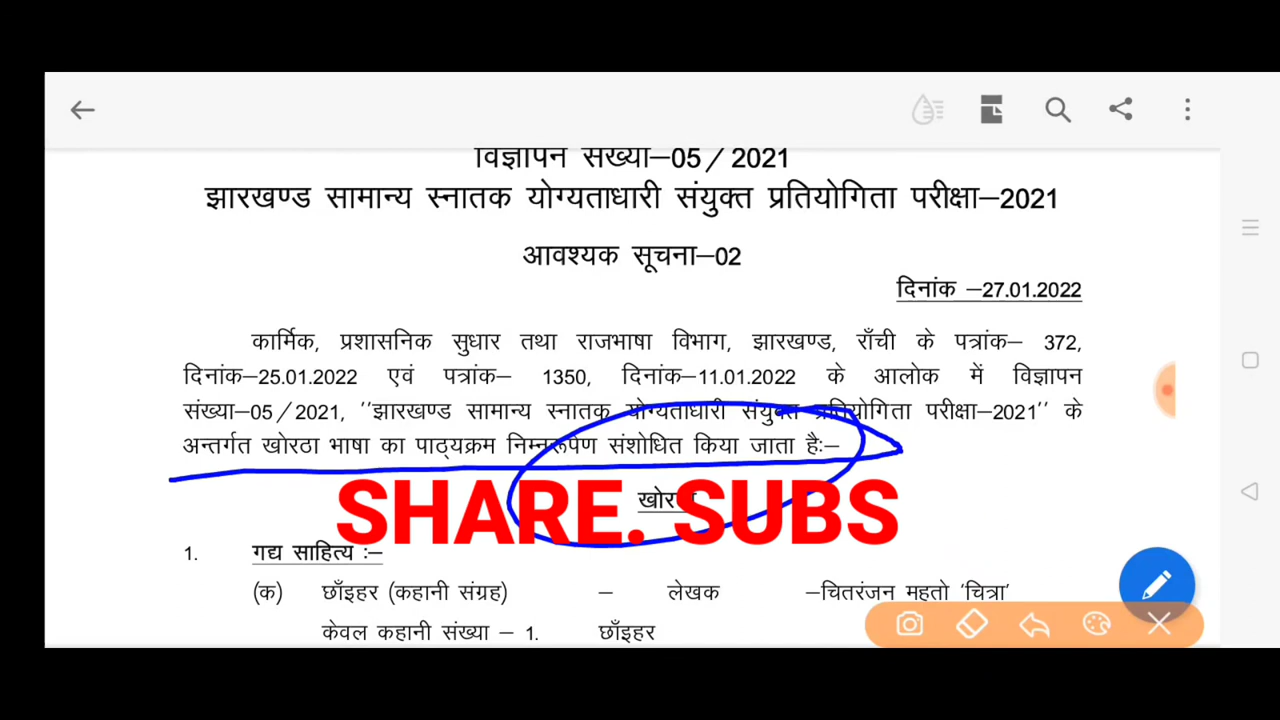 विज्ञापन संख्या–05/2021
झारखण्ड सामान्य स्नातक योग्यताधारी संयुक्त प्रतियोगिता परीक्षा–2021
आवश्यक सूचना–02
दिनांक –27.01.2022
कार्मिक, प्रशासनिक सुधार तथा राजभाषा विभाग, झारखण्ड, राँची के पत्रांक– 372,
दिनांक–25.01.2022 एवं पत्रांक– 1350, दिनांक–11.01.2022 के आलोक में विज्ञापन
संख्या–05/2021, ''झारखण्ड सामान्य स्नातक योग्यताधारी संयुक्त प्रतियोगिता परीक्षा–2021'' के
अन्तर्गत खोरठा भाषा का पाठ्यक्रम निम्नरूपेण संशोधित किया जाता हैः–
SHARE. SUBS
1. गद्य साहित्य :–
(क) छाँइहर (कहानी संग्रह) – लेखक –चितरंजन महतो 'चित्रा'
केवल कहानी संख्या – 1. छाँइहर